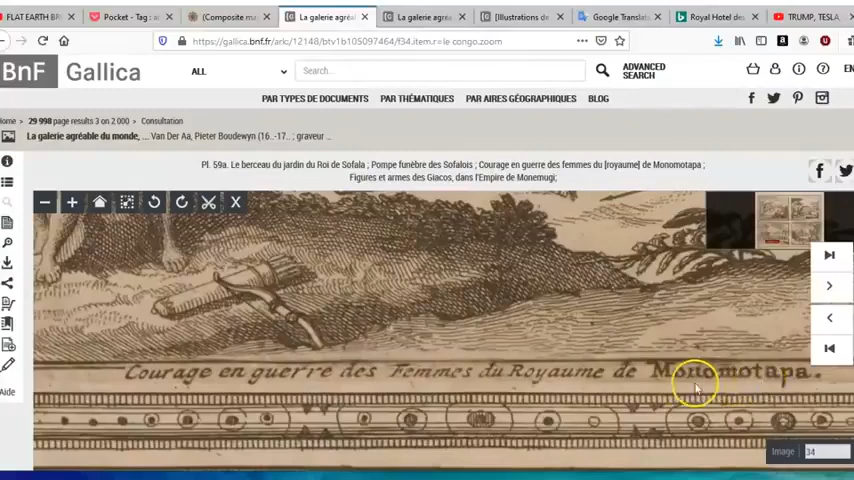 FLAT EARTH BR
Pocket - Tag : a
(Composite ma
La galerie agréal
La galerie agréa
[Illustrations de
Google Translat
Royal Hotel des
TRUMP, TESLA
https://gallica.bnf.fr/ark:/12148/btv1b105097464/f34.item.r=le congo.zoom
BnF Gallica
ALL
Search...
ADVANCED
SEARCH
EN
PAR TYPES DE DOCUMENTS
PAR THÉMATIQUES
PAR AIRES GÉOGRAPHIQUES
BLOG
Home > 29 998 page results 3 on 2 000 > Consultation
La galerie agréable du monde, ... Van Der Aa, Pieter Boudewyn (16..-17.. ; graveur ..
Pl. 59a. Le berceau du jardin du Roi de Sofala ; Pompe funèbre des Sofalois ; Courage en guerre des femmes du [royaume] de Monomotapa ;
Figures et armes des Giacos, dans l'Empire de Monemugi;
Courage en guerre des Femmes du Royaume de Monomotapa.
Aide
Image 34